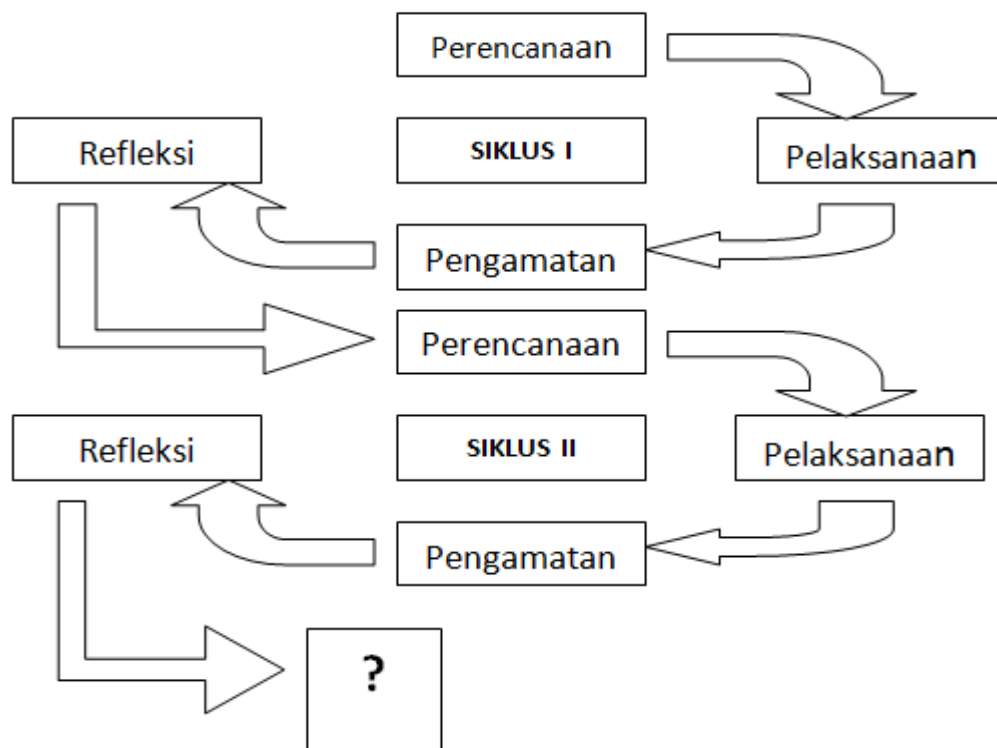 Perencanaan
Refleksi
SIKLUS I
Pelaksanaan
Pengamatan
Perencanaan
Refleksi
SIKLUS II
Pelaksanaan
Pengamatan
?